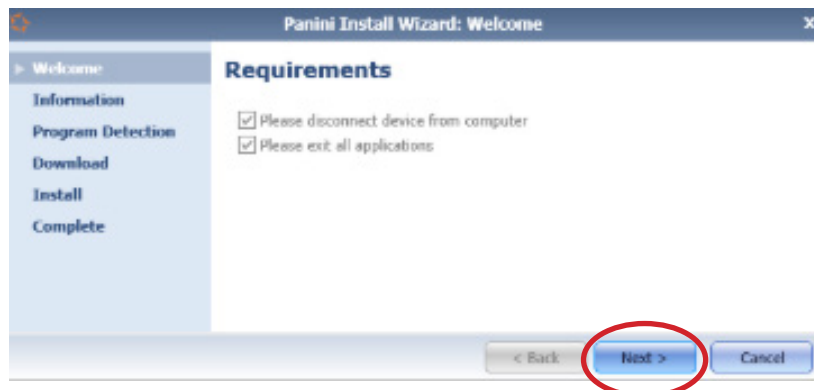 Panini Install Wizard: Welcome x
Welcome
Information
Program Detection
Download
Install
Complete
Requirements
Please disconnect device from computer
Please exit all applications
< Back Next > Cancel